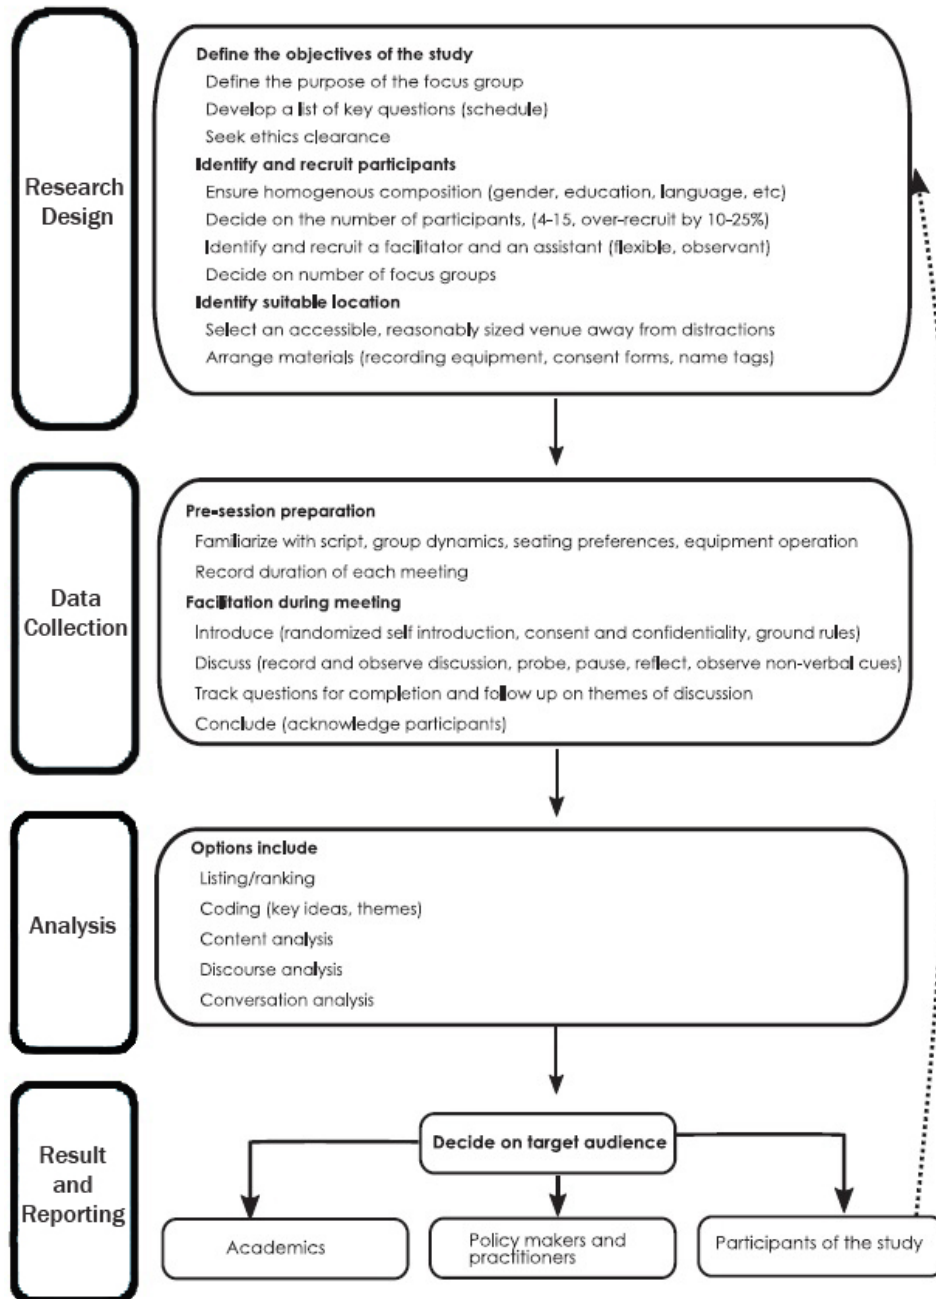 Research
Design
Define the objectives of the study
Define the purpose of the focus group
Develop a list of key questions (schedule)
Seek ethics clearance
Identify and recruit participants
Ensure homogenous composition (gender, education, language, etc)
Decide on the number of participants, (4-15, over-recruit by 10-25%)
Identify and recruit a facilitator and an assistant (flexible, observant)
Decide on number of focus groups
Identify suitable location
Select an accessible, reasonably sized venue away from distractions
Arrange materials (recording equipment, consent forms, name tags)
Data
Collection
Pre-session preparation
Familiarize with script, group dynamics, seating preferences, equipment operation
Record duration of each meeting
Facilitation during meeting
Introduce (randomized self introduction, consent and confidentiality, ground rules)
Discuss (record and observe discussion, probe, pause, reflect, observe non-verbal cues)
Track questions for completion and follow up on themes of discussion
Conclude (acknowledge participants)
Analysis
Options include
Listing/ranking
Coding (key ideas, themes)
Content analysis
Discourse analysis
Conversation analysis
Result
and
Reporting
Decide on target audience
Academics
Policy makers and
practitioners
Participants of the study